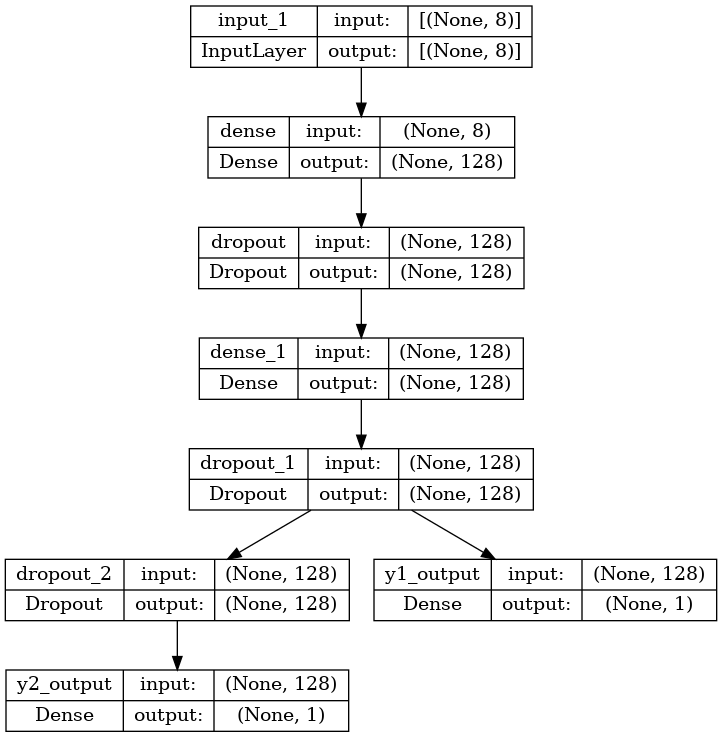 input_1 input: [(None, 8)]
InputLayer output: [(None, 8)]
dense input: (None, 8)
Dense output: (None, 128)
dropout input: (None, 128)
Dropout output: (None, 128)
dense_1 input: (None, 128)
Dense output: (None, 128)
dropout_1 input: (None, 128)
Dropout output: (None, 128)
dropout_2 input: (None, 128)
Dropout output: (None, 128)
y1_output input: (None, 128)
Dense output: (None, 1)
y2_output input: (None, 128)
Dense output: (None, 1)